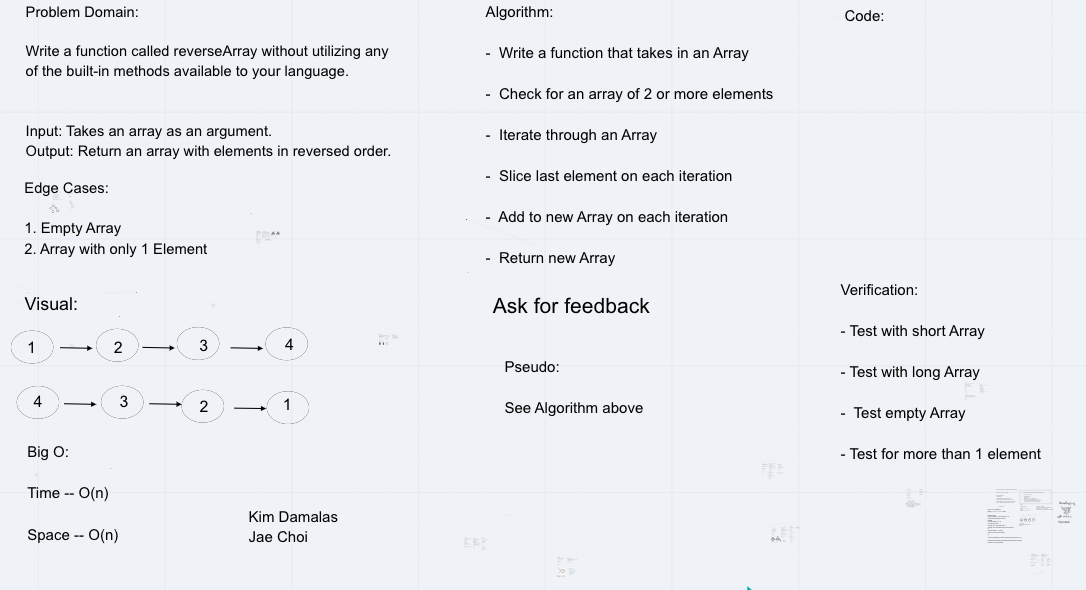 Problem Domain:
Write a function called reverseArray without utilizing any
of the built-in methods available to your language.
Input: Takes an array as an argument.
Output: Return an array with elements in reversed order.
Edge Cases:
1. Empty Array
2. Array with only 1 Element
Visual:
1 2 3 4
4 3 2 1
Big O:
Time -- O(n)
Space -- O(n)
Kim Damalas
Jae Choi
Algorithm:
- Write a function that takes in an Array
- Check for an array of 2 or more elements
- Iterate through an Array
- Slice last element on each iteration
- Add to new Array on each iteration
- Return new Array
Ask for feedback
Pseudo:
See Algorithm above
Code:
Verification:
- Test with short Array
- Test with long Array
- Test empty Array
- Test for more than 1 element